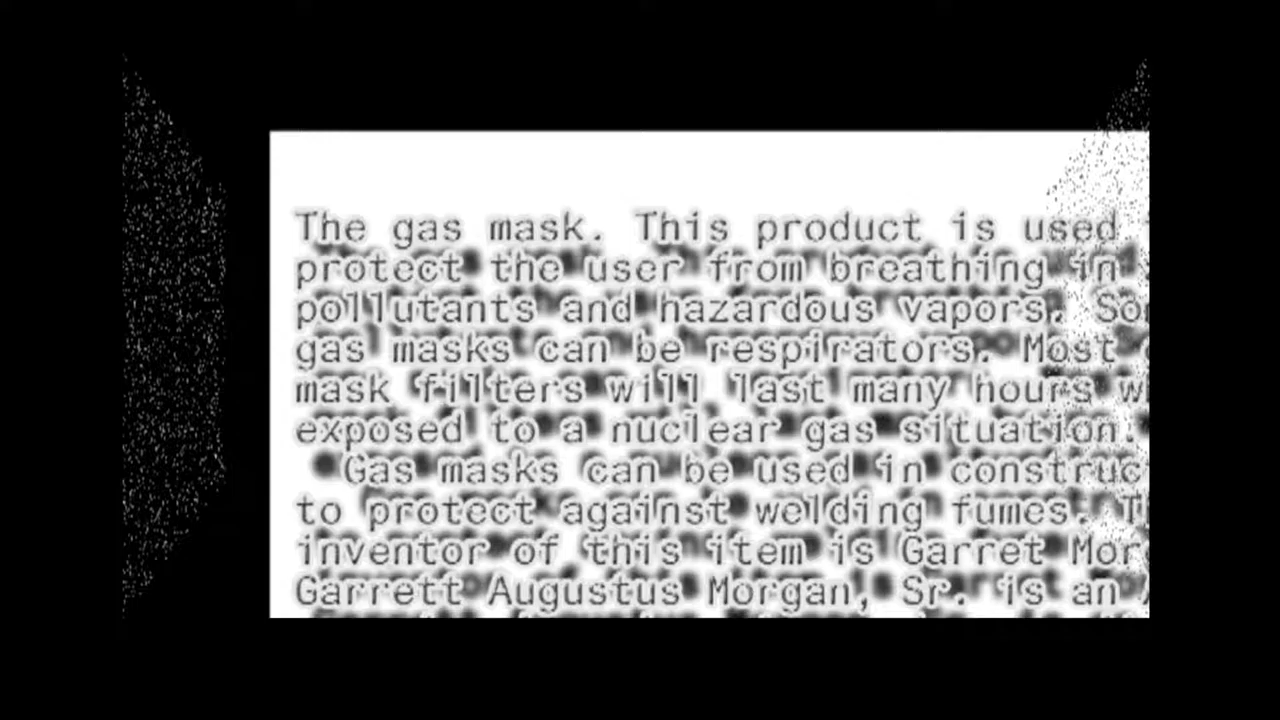 The gas mask. This product is used
protect the user from breathing in
pollutants and hazardous vapors.
gas masks can be respirators. Most
mask filters will last many hours
exposed to a nuclear gas situation.
Gas masks can be used in construc
to protect against welding fumes.
inventor of this item is Garret
Garrett Augustus Morgan, Sr. is an